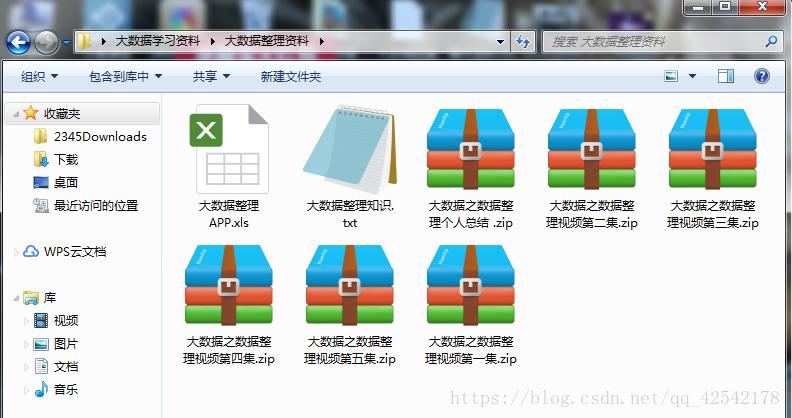 大数据学习资料 大数据整理资料
搜索 大数据整理资料
组织 包含到库中 共享 新建文件夹
收藏夹
2345Downloads
下载
桌面
最近访问的位置
WPS云文档
库
视频
图片
文档
音乐
大数据整理
APP.xls
大数据整理知识.
txt
大数据之数据整
理个人总结 .zip
大数据之数据整
理视频第二集.zip
大数据之数据整
理视频第三集.zip
大数据之数据整
理视频第四集.zip
大数据之数据整
理视频第五集.zip
大数据之数据整
理视频第一集.zip
https://blog.csdn.net/qq_42542178